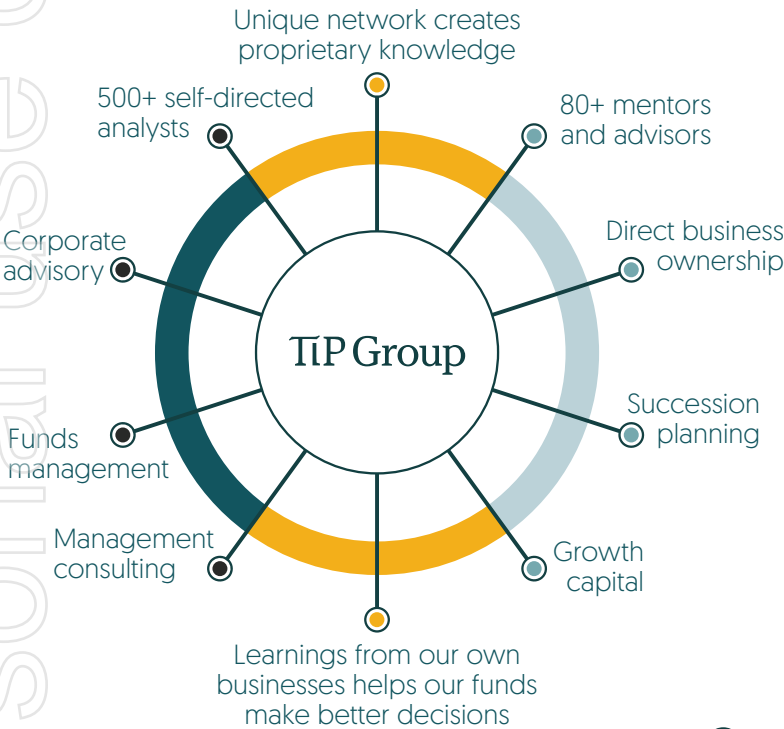 Unique network creates
proprietary knowledge
500+ self-directed
analysts
80+ mentors
and advisors
Corporate
advisory
Direct business
ownership
TiP Group
Funds
management
Succession
planning
Management
consulting
Growth
capital
Learnings from our own
businesses helps our funds
make better decisions